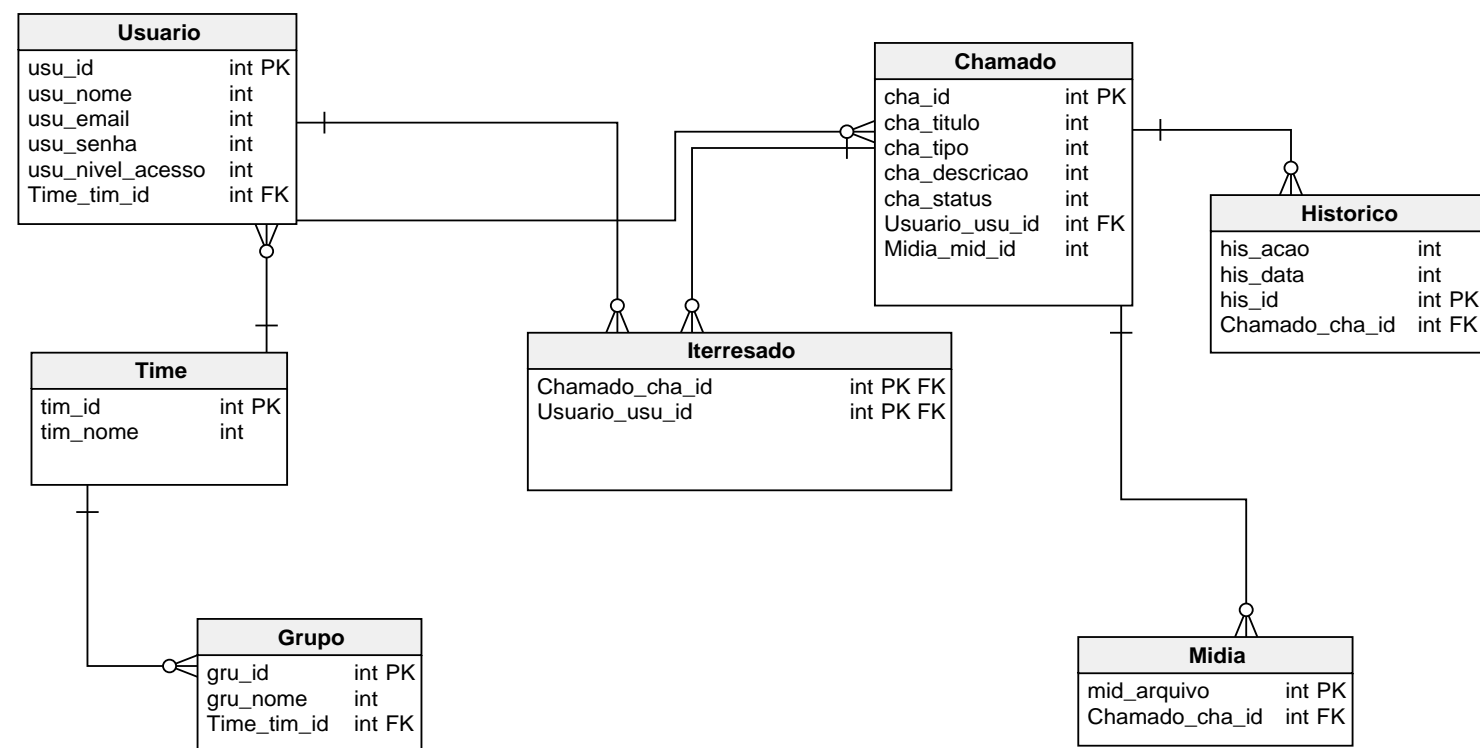 Usuario
usu_id int PK
usu_nome int
usu_email int
usu_senha int
usu_nivel_acesso int
Time_tim_id int FK
Chamado
cha_id int PK
cha_titulo int
cha_tipo int
cha_descricao int
cha_status int
Usuario_usu_id int FK
Midia_mid_id int
Historico
his_acao int
his_data int
his_id int PK
Chamado_cha_id int FK
Iterresado
Chamado_cha_id int PK FK
Usuario_usu_id int PK FK
Time
tim_id int PK
tim_nome int
Grupo
gru_id int PK
gru_nome int
Time_tim_id int FK
Midia
mid_arquivo int PK
Chamado_cha_id int FK